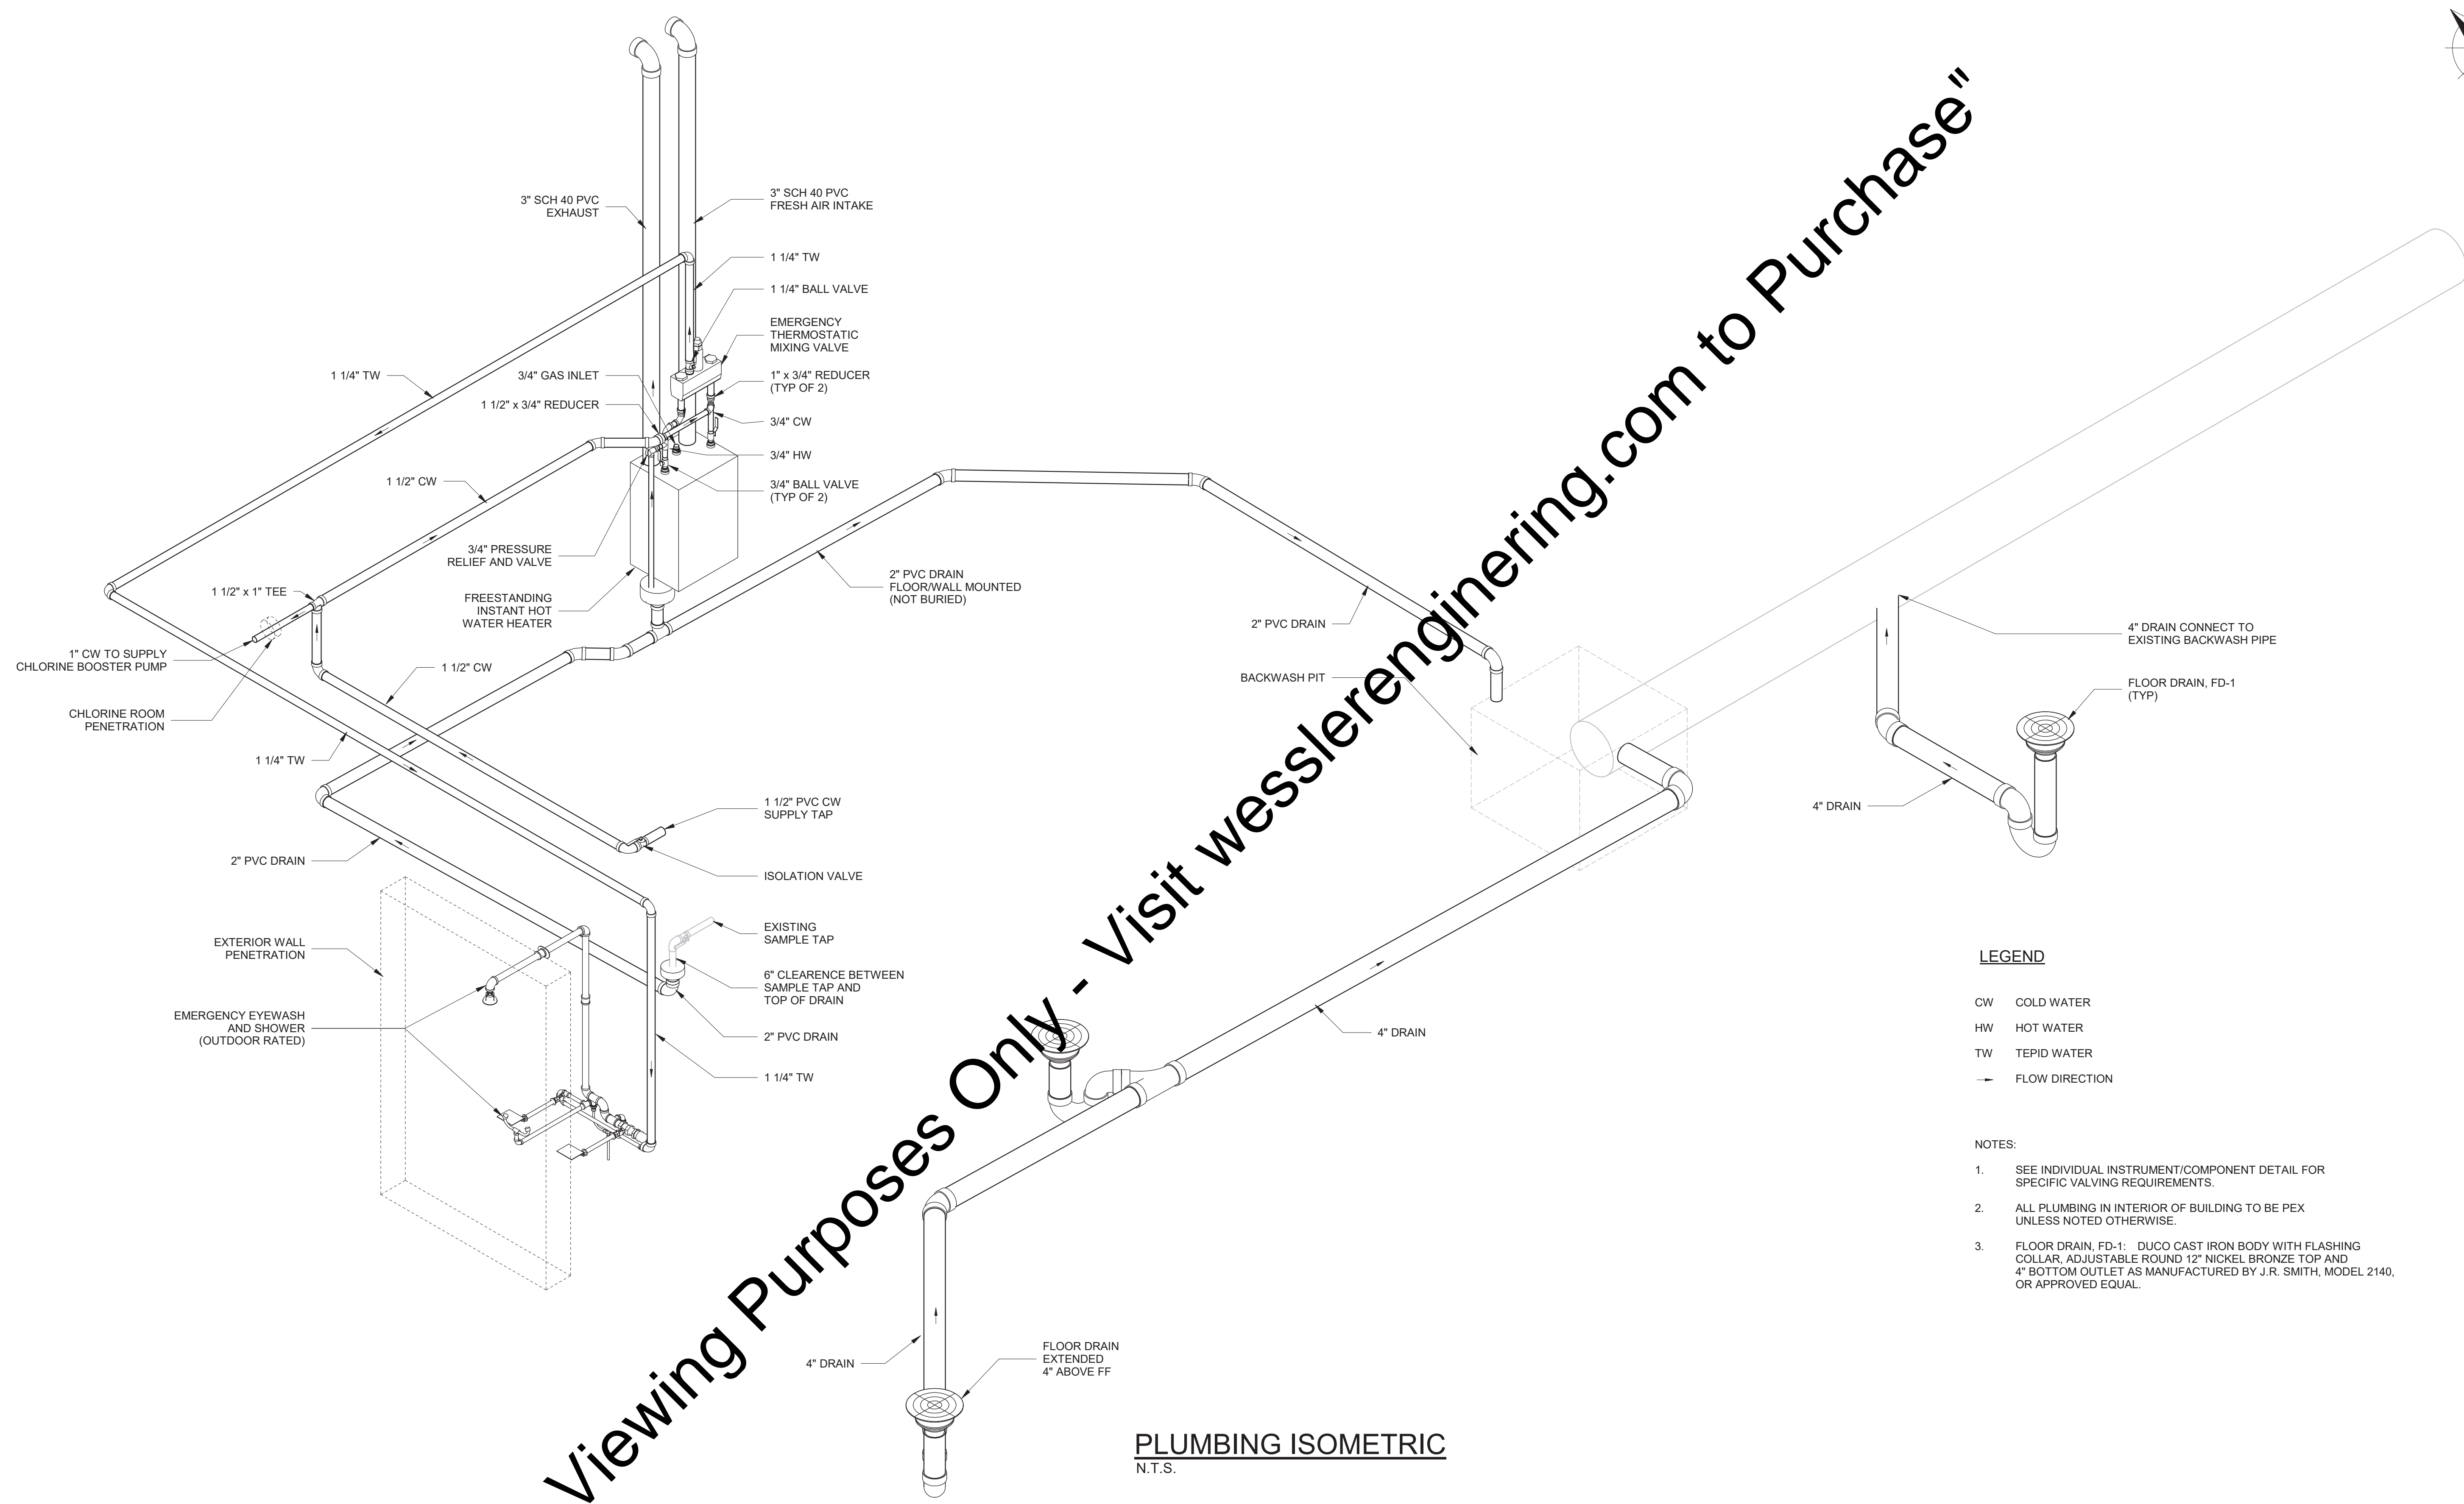 3" SCH 40 PVC
EXHAUST
3" SCH 40 PVC
FRESH AIR INTAKE
1 1/4" TW
1 1/4" BALL VALVE
EMERGENCY
THERMOSTATIC
MIXING VALVE
1 1/4" TW
3/4" GAS INLET
1" x 3/4" REDUCER
(TYP OF 2)
1 1/2" x 3/4" REDUCER
3/4" CW
3/4" HW
1 1/2" CW
3/4" BALL VALVE
(TYP OF 2)
3/4" PRESSURE
RELIEF AND VALVE
2" PVC DRAIN
FLOOR/WALL MOUNTED
(NOT BURIED)
1 1/2" x 1" TEE
FREESTANDING
INSTANT HOT
WATER HEATER
2" PVC DRAIN
4" DRAIN CONNECT TO
EXISTING BACKWASH PIPE
1" CW TO SUPPLY
CHLORINE BOOSTER PUMP
1 1/2" CW
BACKWASH PIT
FLOOR DRAIN, FD-1
(TYP)
CHLORINE ROOM
PENETRATION
1 1/4" TW
1 1/2" PVC CW
SUPPLY TAP
4" DRAIN
2" PVC DRAIN
ISOLATION VALVE
EXISTING
SAMPLE TAP
EXTERIOR WALL
PENETRATION
6" CLEARENCE BETWEEN
SAMPLE TAP AND
TOP OF DRAIN
EMERGENCY EYEWASH
AND SHOWER
(OUTDOOR RATED)
2" PVC DRAIN
4" DRAIN
1 1/4" TW
LEGEND
CW COLD WATER
HW HOT WATER
TW TEPID WATER
FLOW DIRECTION
NOTES:
1. SEE INDIVIDUAL INSTRUMENT/COMPONENT DETAIL FOR
SPECIFIC VALVING REQUIREMENTS.
2. ALL PLUMBING IN INTERIOR OF BUILDING TO BE PEX
UNLESS NOTED OTHERWISE.
3. FLOOR DRAIN, FD-1: DUCO CAST IRON BODY WITH FLASHING
COLLAR, ADJUSTABLE ROUND 12" NICKEL BRONZE TOP AND
4" BOTTOM OUTLET AS MANUFACTURED BY J.R. SMITH, MODEL 2140,
OR APPROVED EQUAL.
4" DRAIN
FLOOR DRAIN
EXTENDED
4" ABOVE FF
PLUMBING ISOMETRIC
N.T.S.
Viewing Purposes Only - Visit wesslerenginering.com to Purchase"